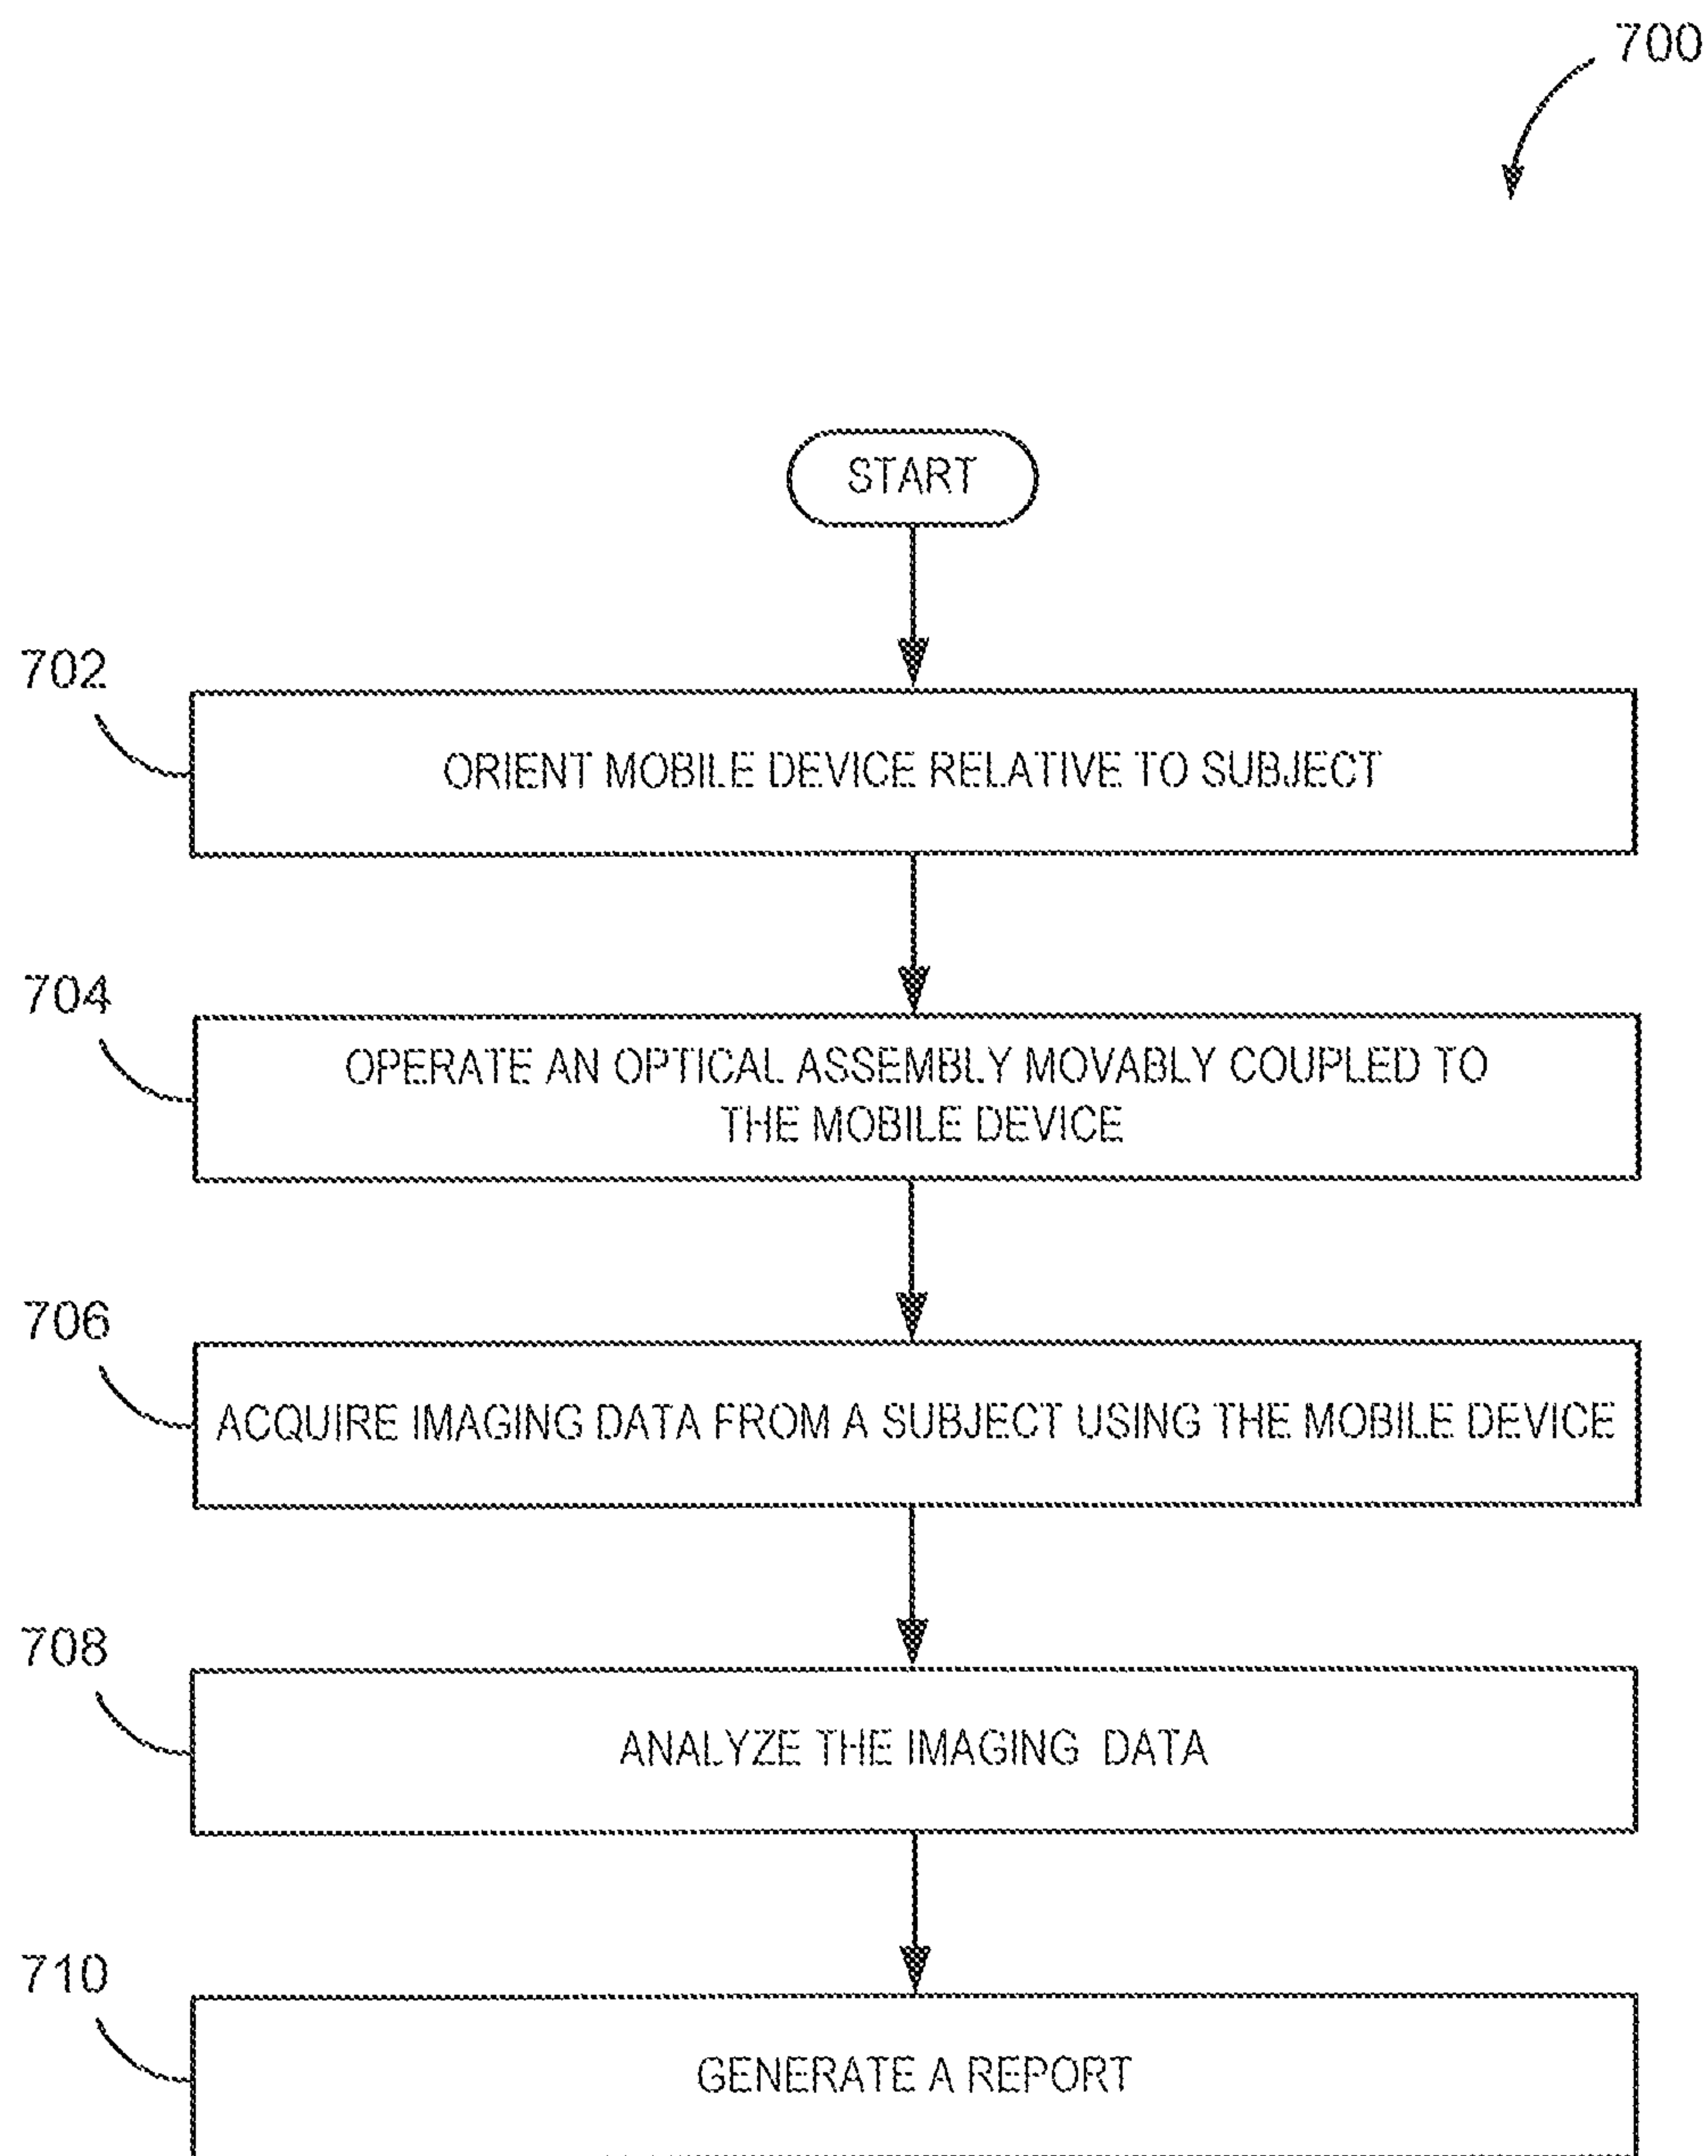 700
START
702
ORIENT MOBILE DEVICE RELATIVE TO SUBJECT
704
OPERATE AN OPTICAL ASSEMBLY MOVABLY COUPLED TO
THE MOBILE DEVICE
706
ACQUIRE IMAGING DATA FROM A SUBJECT USING THE MOBILE DEVICE
708
ANALYZE THE IMAGING DATA
710
GENERATE A REPORT